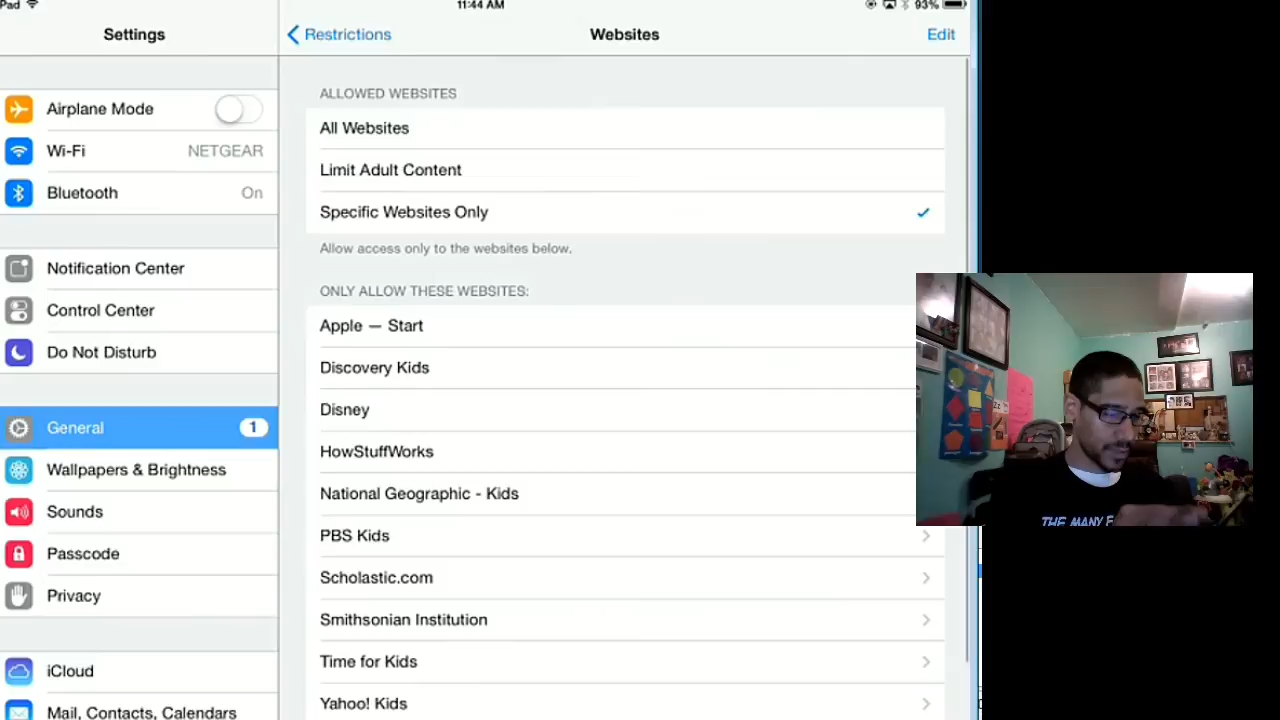 Pad
11:44 AM
93%
Settings
Restrictions
Websites
Edit
Airplane Mode
Wi-Fi
NETGEAR
Bluetooth
On
Notification Center
Control Center
Do Not Disturb
General
1
Wallpapers & Brightness
Sounds
Passcode
Privacy
iCloud
Mail, Contacts, Calendars
ALLOWED WEBSITES
All Websites
Limit Adult Content
Specific Websites Only
Allow access only to the websites below.
ONLY ALLOW THESE WEBSITES:
Apple — Start
Discovery Kids
Disney
HowStuffWorks
National Geographic - Kids
PBS Kids
Scholastic.com
Smithsonian Institution
Time for Kids
Yahoo! Kids
THE MANY